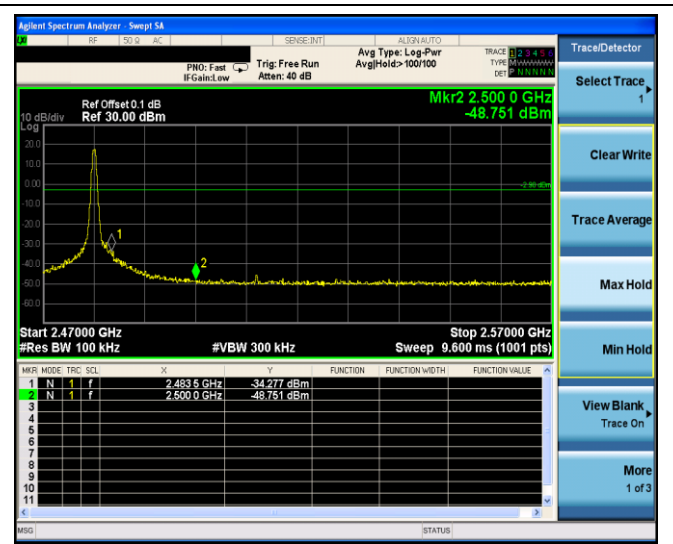 Agilent Spectrum Analyzer - Swept SA
RF 50 Ω AC SENSE:INT ALIGN AUTO
Avg Type: Log-Pwr
TRACE 1 2 3 4 5 6
PNO: Fast Trig: Free Run Avg|Hold:>100/100
TYPE M
IFGain:Low Atten: 40 dB
DET P N N N N N
Trace/Detector
Select Trace
1
Clear Write
Trace Average
Max Hold
Min Hold
View Blank
Trace On
More
1 of 3
Mkr2 2.500 0 GHz
-48.751 dBm
Ref Offset 0.1 dB
10 dB/div Ref 30.00 dBm
Log
20.0
10.0
0.00
-2.90 dBm
-10.0
-20.0
-30.0
-40.0
-50.0
-60.0
1
2
Start 2.47000 GHz Stop 2.57000 GHz
#Res BW 100 kHz #VBW 300 kHz Sweep 9.600 ms (1001 pts)
MKR MODE TRC SCL X Y FUNCTION FUNCTION WIDTH FUNCTION VALUE
1 N 1 f 2.483 5 GHz -34.277 dBm
2 N 1 f 2.500 0 GHz -48.751 dBm
3
4
5
6
7
8
9
10
11
MSG STATUS